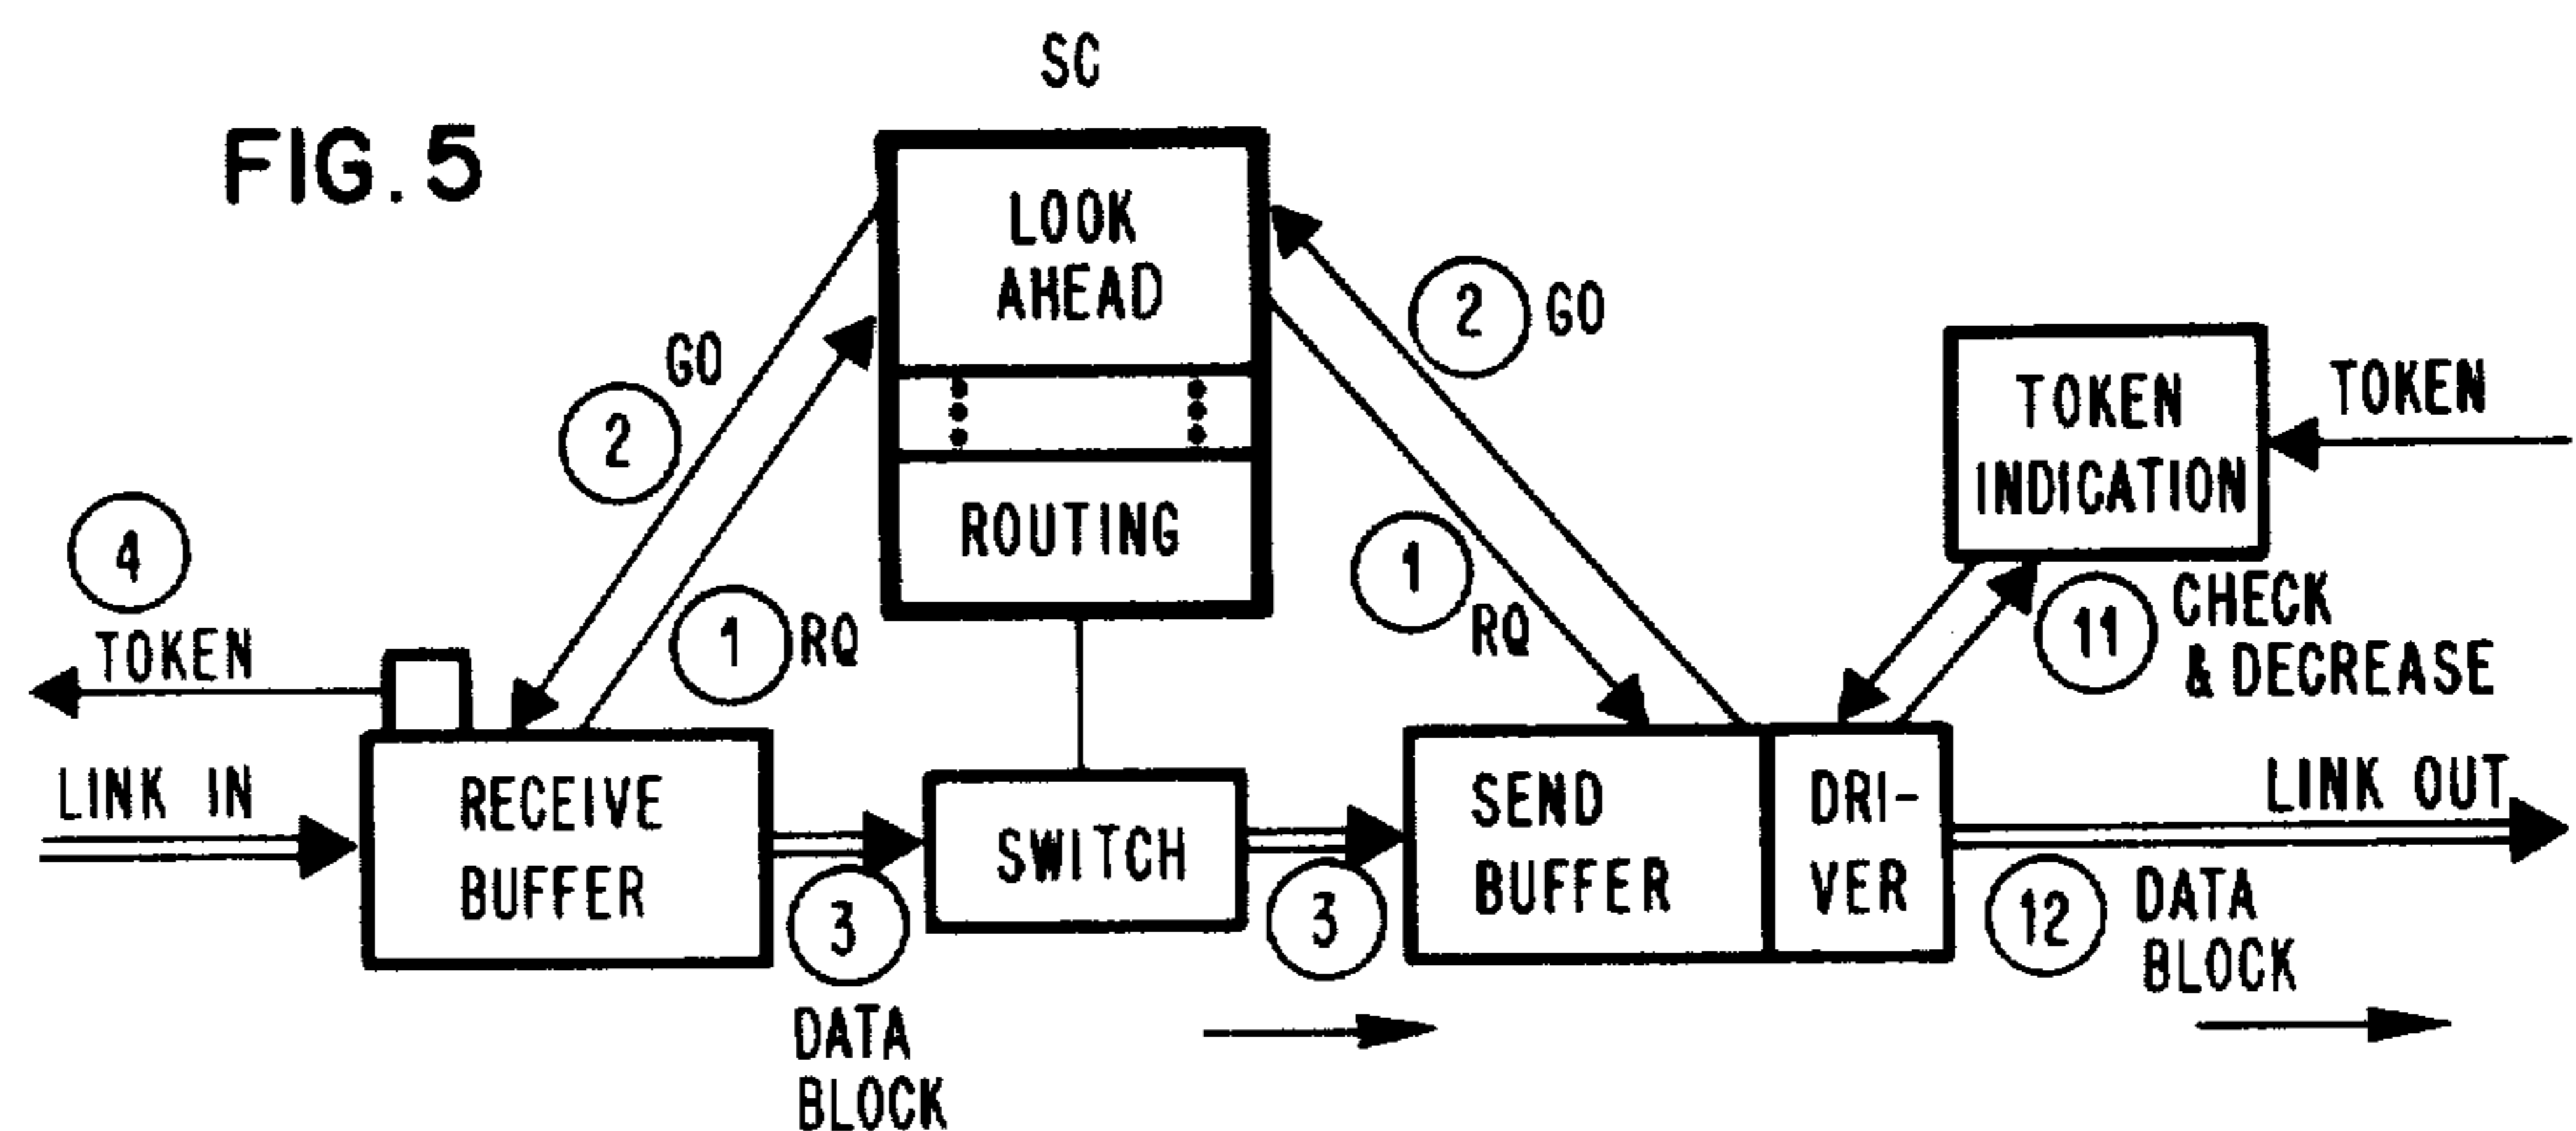 SC
FIG. 5
LOOK
AHEAD
2 GO
2 GO
TOKEN
INDICATION
TOKEN
ROUTING
4
TOKEN
1 RQ
1
RQ
11 CHECK
& DECREASE
LINK IN
RECEIVE
BUFFER
SWITCH
SEND
BUFFER
DRI-
VER
LINK OUT
3
DATA
BLOCK
3
12 DATA
BLOCK